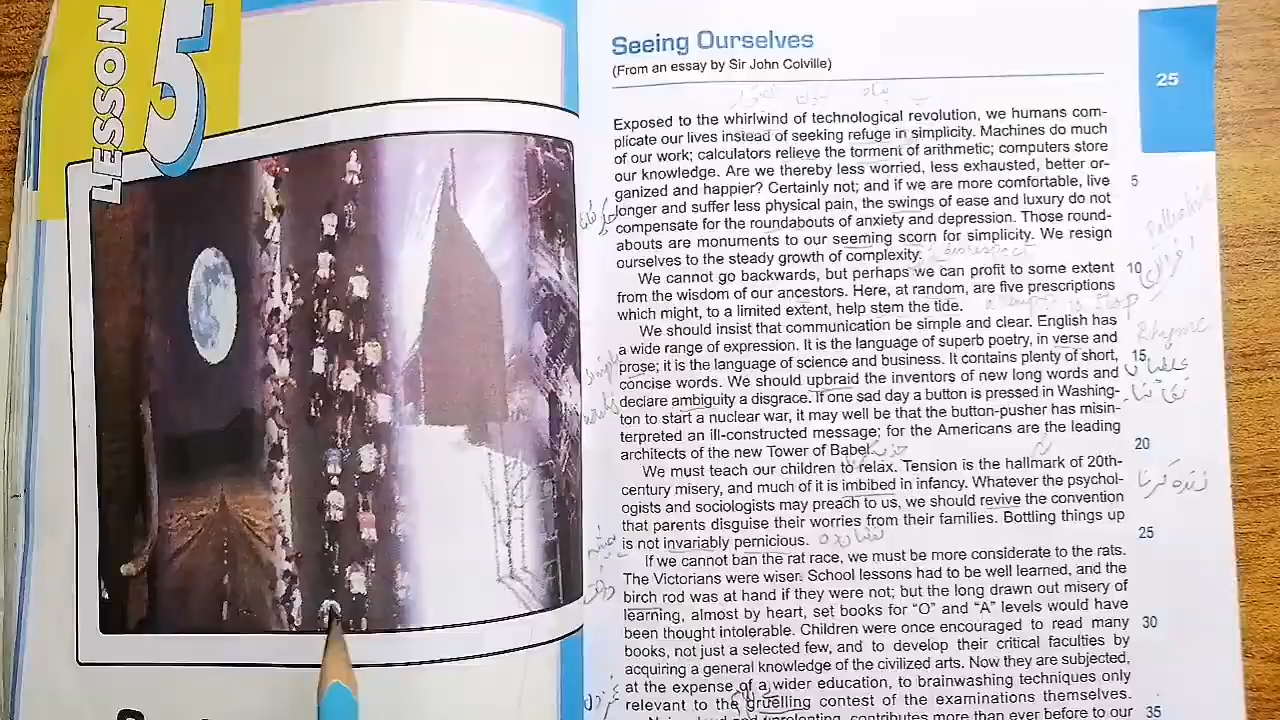 LESSON
5
Seeing Ourselves
(From an essay by Sir John Colville)
25
Exposed to the whirlwind of technological revolution, we humans com-
plicate our lives instead of seeking refuge in simplicity. Machines do much
of our work; calculators relieve the torment of arithmetic; computers store
our knowledge. Are we thereby less worried, less exhausted, better or-
ganized and happier? Certainly not; and if we are more comfortable, live
5
longer and suffer less physical pain, the swings of ease and luxury do not
compensate for the roundabouts of anxiety and depression. Those round-
abouts are monuments to our seeming scorn for simplicity. We resign
ourselves to the steady growth of complexity.
We cannot go backwards, but perhaps we can profit to some extent
10
from the wisdom of our ancestors. Here, at random, are five prescriptions
which might, to a limited extent, help stem the tide.
We should insist that communication be simple and clear. English has
Rhyme
a wide range of expression. It is the language of superb poetry, in verse and
prose; it is the language of science and business. It contains plenty of short,
15
concise words. We should upbraid the inventors of new long words and
declare ambiguity a disgrace. If one sad day a button is pressed in Washing-
ton to start a nuclear war, it may well be that the button-pusher has misin-
terpreted an ill-constructed message; for the Americans are the leading
architects of the new Tower of Babel.
20
We must teach our children to relax. Tension is the hallmark of 20th-
century misery, and much of it is imbibed in infancy. Whatever the psychol-
ogists and sociologists may preach to us, we should revive the convention
that parents disguise their worries from their families. Bottling things up
is not invariably pernicious.
25
If we cannot ban the rat race, we must be more considerate to the rats.
The Victorians were wiser. School lessons had to be well learned, and the
birch rod was at hand if they were not; but the long drawn out misery of
learning, almost by heart, set books for “O” and “A” levels would have
been thought intolerable. Children were once encouraged to read many
30
books, not just a selected few, and to develop their critical faculties by
acquiring a general knowledge of the civilized arts. Now they are subjected,
at the expense of a wider education, to brainwashing techniques only
relevant to the gruelling contest of the examinations themselves.
contributes more than ever before to our
35